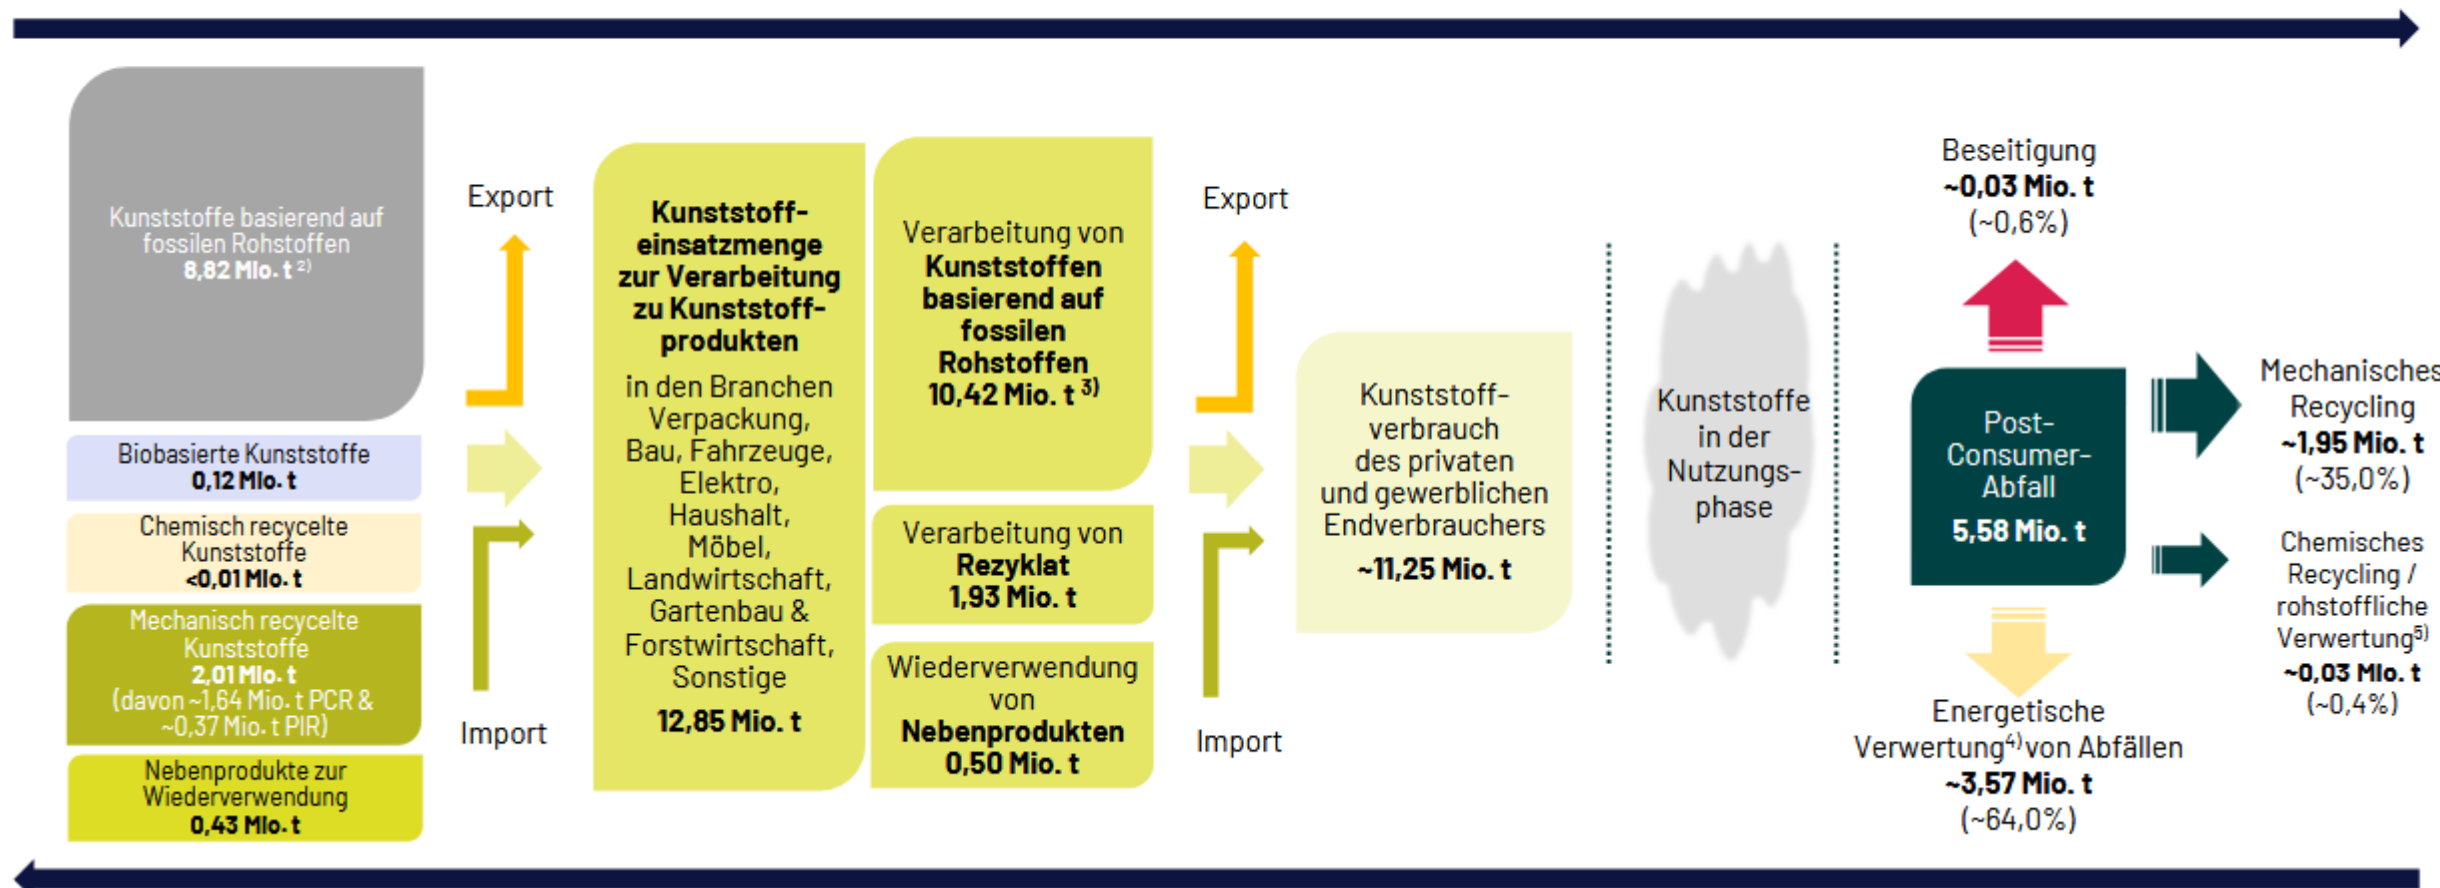 Kunststoffe basierend auf
fossilen Rohstoffen
8,82 Mio. t 2)
Biobasierte Kunststoffe
0,12 Mio. t
Chemisch recycelte
Kunststoffe
<0,01 Mio. t
Mechanisch recycelte
Kunststoffe
2,01 Mio. t
(davon ~1,64 Mio. t PCR &
~0,37 Mio. t PIR)
Nebenprodukte zur
Wiederverwendung
0,43 Mio. t
Export
Import
Kunststoff-
einsatzmenge
zur Verarbeitung
zu Kunststoff-
produkten
in den Branchen
Verpackung,
Bau, Fahrzeuge,
Elektro,
Haushalt,
Möbel,
Landwirtschaft,
Gartenbau &
Forstwirtschaft,
Sonstige
12,85 Mio. t
Verarbeitung von
Kunststoffen
basierend auf
fossilen
Rohstoffen
10,42 Mio. t 3)
Verarbeitung von
Rezyklat
1,93 Mio. t
Wiederverwendung
von
Nebenprodukten
0,50 Mio. t
Export
Import
Kunststoff-
verbrauch
des privaten
und gewerblichen
Endverbrauchers
~11,25 Mio. t
Kunststoffe
in der
Nutzungs-
phase
Beseitigung
~0,03 Mio. t
(~0,6%)
Post-
Consumer-
Abfall
5,58 Mio. t
Mechanisches
Recycling
~1,95 Mio. t
(~35,0%)
Chemisches
Recycling /
rohstoffliche
Verwertung5)
~0,03 Mio. t
(~0,4%)
Energetische
Verwertung4) von Abfällen
~3,57 Mio. t
(~64,0%)